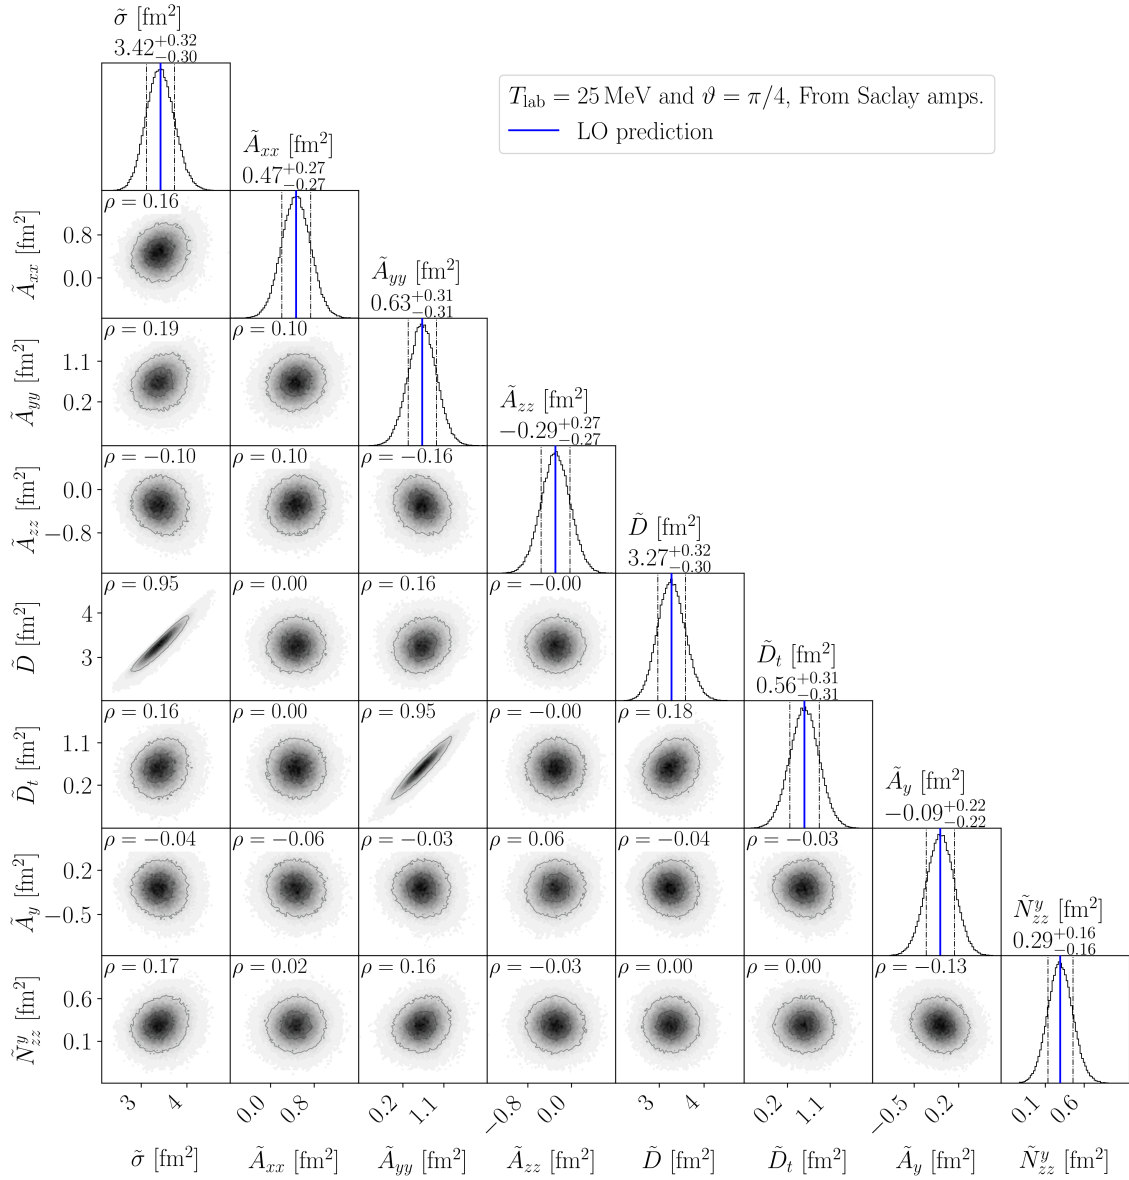 σ̃ [fm²]
3.42+0.32−0.30
T_lab = 25 MeV and ϑ = π/4, From Saclay amps.
LO prediction
Ã_xx [fm²]
0.47+0.27−0.27
Ã_xx [fm²]
0.8
0.0
ρ = 0.16
Ã_yy [fm²]
0.63+0.31−0.31
Ã_yy [fm²]
1.1
0.2
ρ = 0.19
ρ = 0.10
Ã_zz [fm²]
−0.29+0.27−0.27
Ã_zz [fm²]
0.0
−0.8
ρ = −0.10
ρ = 0.10
ρ = −0.16
D̃ [fm²]
3.27+0.32−0.30
D̃ [fm²]
4
3
ρ = 0.95
ρ = 0.00
ρ = 0.16
ρ = −0.00
D̃_t [fm²]
0.56+0.31−0.31
D̃_t [fm²]
1.1
0.2
ρ = 0.16
ρ = 0.00
ρ = 0.95
ρ = −0.00
ρ = 0.18
Ã_y [fm²]
−0.09+0.22−0.22
Ã_y [fm²]
0.2
−0.5
ρ = −0.04
ρ = −0.06
ρ = −0.03
ρ = 0.06
ρ = −0.04
ρ = −0.03
Ñ^y_zz [fm²]
0.29+0.16−0.16
Ñ^y_zz [fm²]
0.6
0.1
ρ = 0.17
ρ = 0.02
ρ = 0.16
ρ = −0.03
ρ = 0.00
ρ = 0.00
ρ = −0.13
3 4
0.0 0.8
0.2 1.1
−0.8 0.0
3 4
0.2 1.1
−0.5 0.2
0.1 0.6
σ̃ [fm²]
Ã_xx [fm²]
Ã_yy [fm²]
Ã_zz [fm²]
D̃ [fm²]
D̃_t [fm²]
Ã_y [fm²]
Ñ^y_zz [fm²]